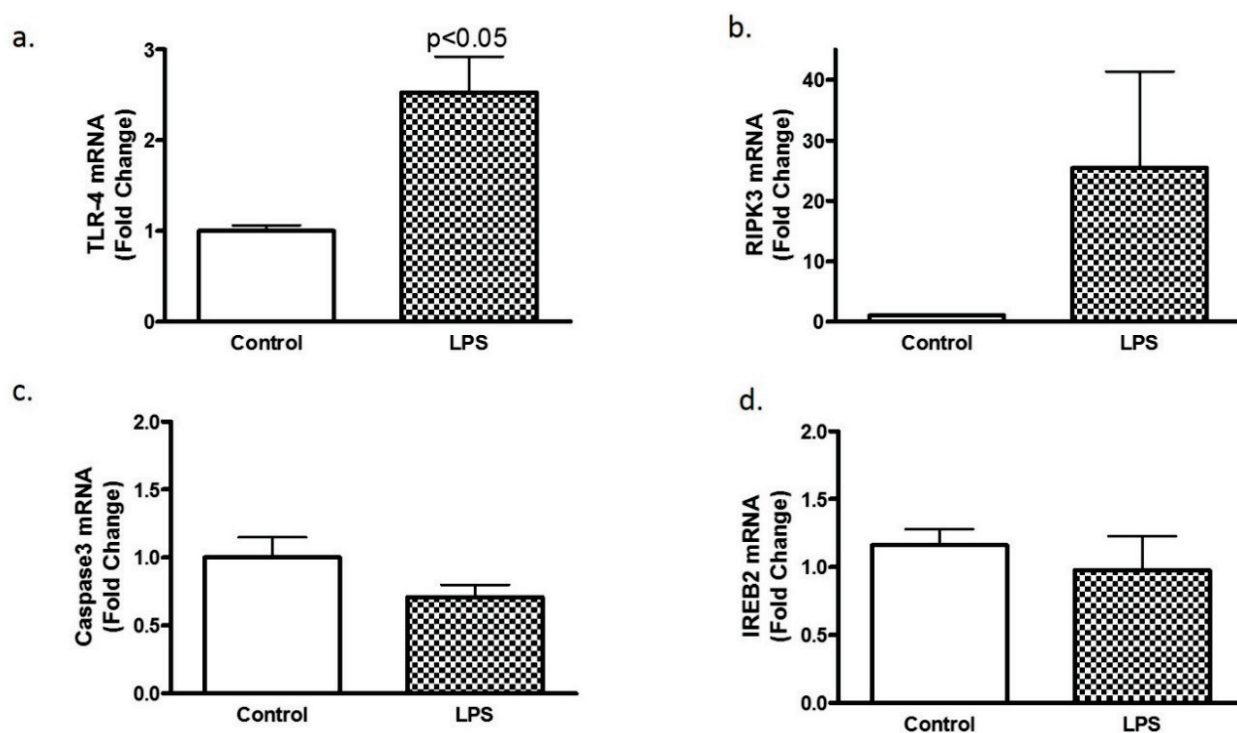 a.
TLR-4 mRNA
(Fold Change)
3
2
1
0
p<0.05
Control LPS
b.
RIPK3 mRNA
(Fold Change)
40
30
20
10
0
Control LPS
c.
Caspase3 mRNA
(Fold Change)
2.0
1.5
1.0
0.5
0.0
Control LPS
d.
IREB2 mRNA
(Fold Change)
2.0
1.5
1.0
0.5
0.0
Control LPS